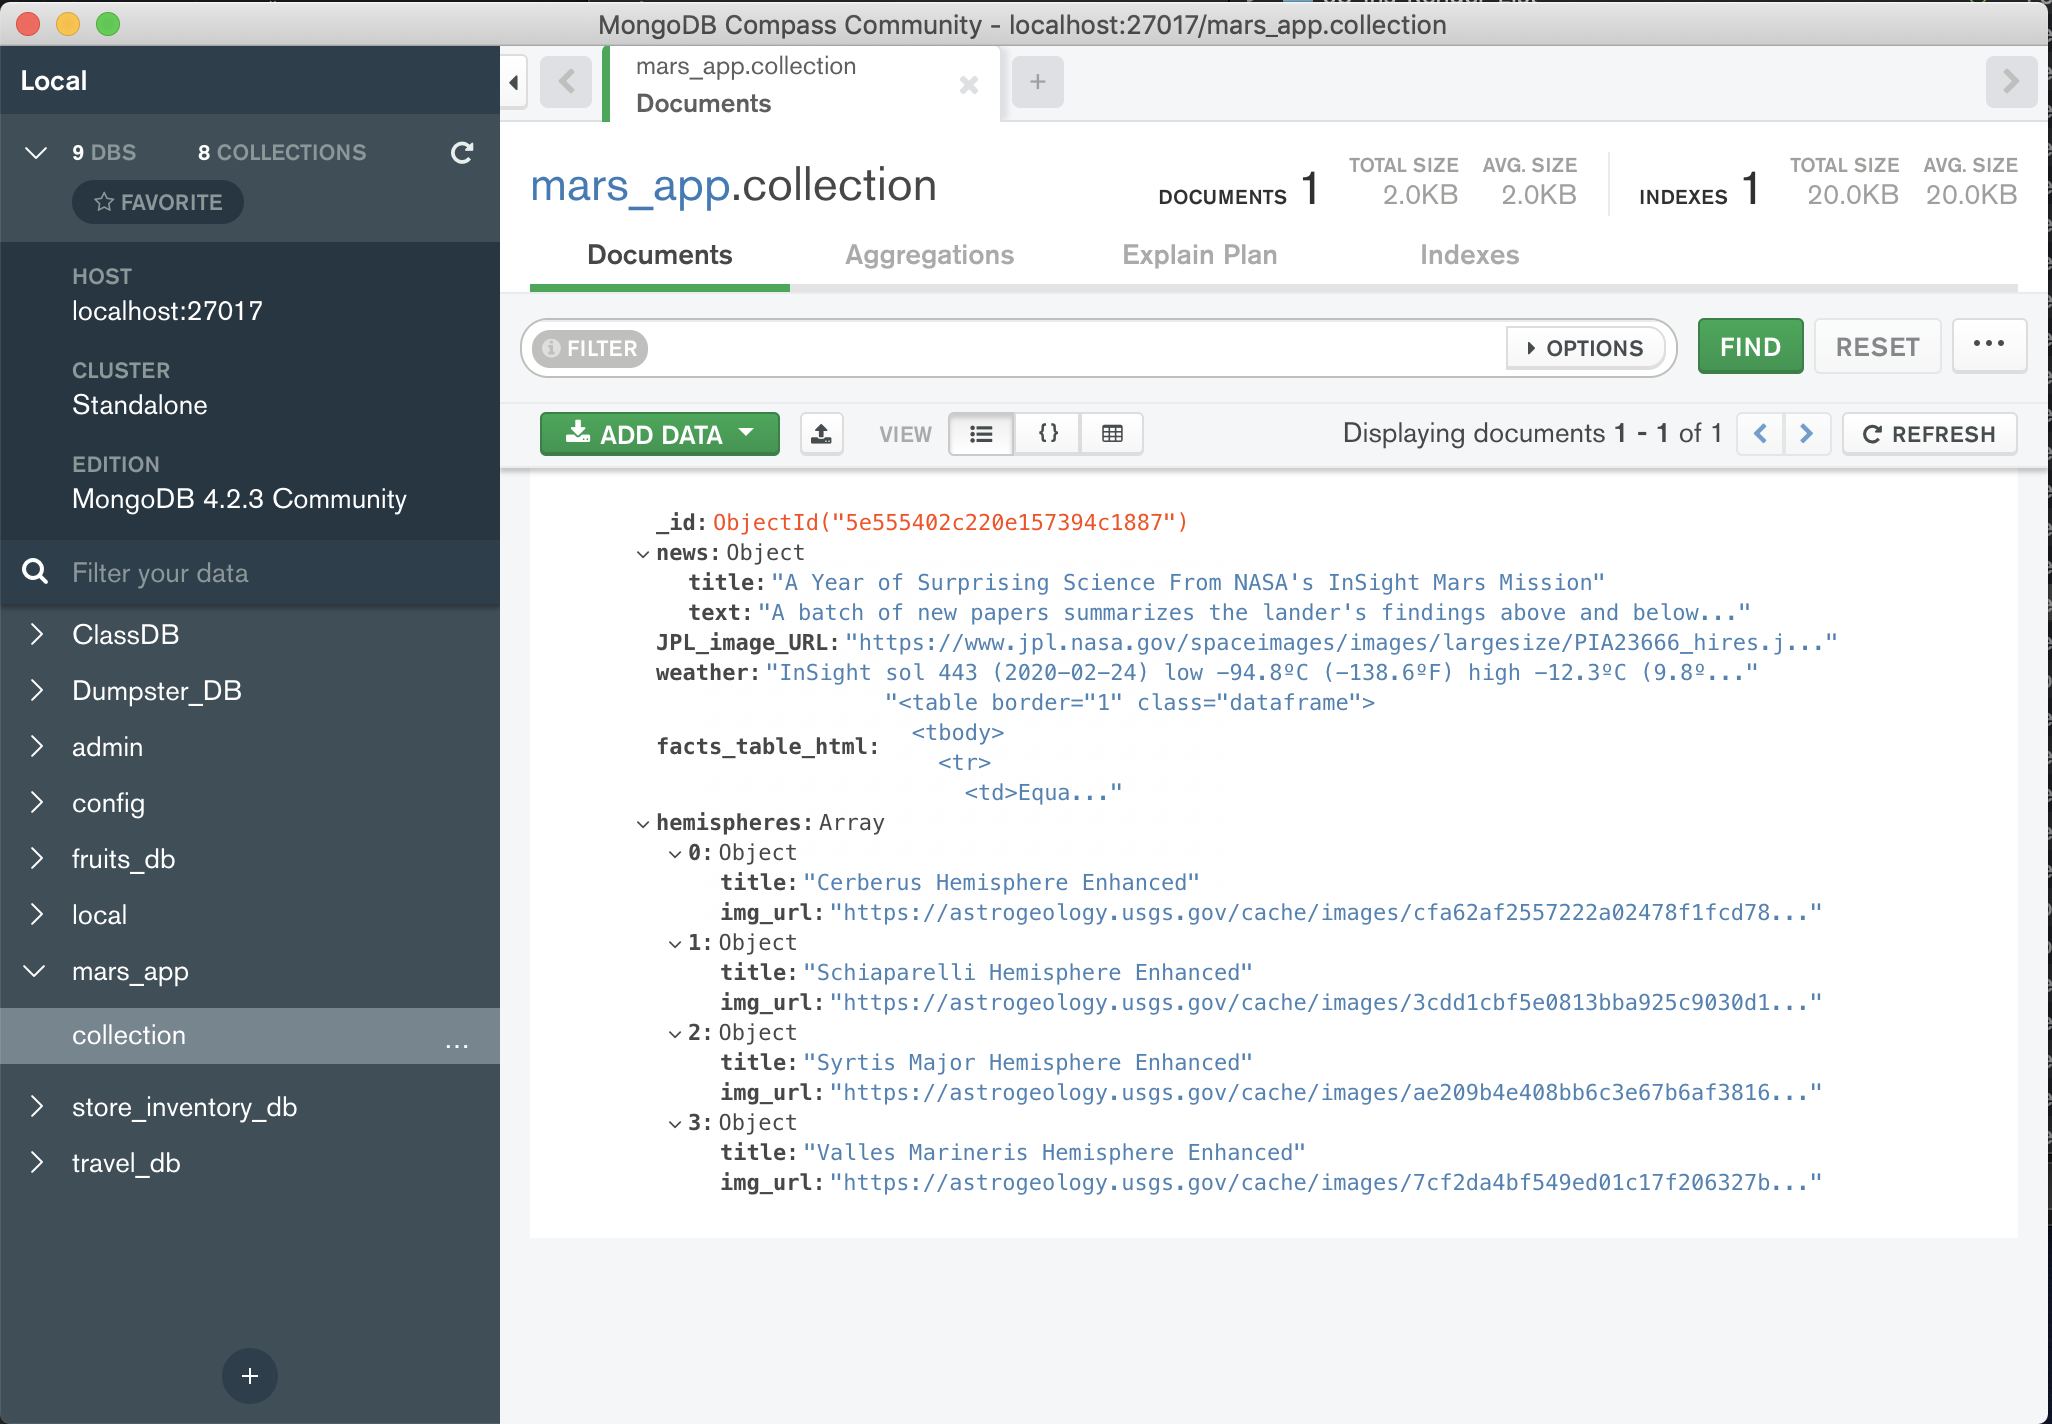 MongoDB Compass Community - localhost:27017/mars_app.collection
Local
9 DBS 8 COLLECTIONS
FAVORITE
HOST
localhost:27017
CLUSTER
Standalone
EDITION
MongoDB 4.2.3 Community
Filter your data
ClassDB
Dumpster_DB
admin
config
fruits_db
local
mars_app
collection ...
store_inventory_db
travel_db
+
mars_app.collection
Documents
+
mars_app.collection
DOCUMENTS 1 TOTAL SIZE 2.0KB AVG. SIZE 2.0KB INDEXES 1 TOTAL SIZE 20.0KB AVG. SIZE 20.0KB
Documents Aggregations Explain Plan Indexes
FILTER OPTIONS FIND RESET ...
ADD DATA VIEW {} Displaying documents 1 - 1 of 1 REFRESH
_id: ObjectId("5e555402c220e157394c1887")
news: Object
title: "A Year of Surprising Science From NASA's InSight Mars Mission"
text: "A batch of new papers summarizes the lander's findings above and below..."
JPL_image_URL: "https://www.jpl.nasa.gov/spaceimages/images/largesize/PIA23666_hires.j..."
weather: "InSight sol 443 (2020-02-24) low -94.8ºC (-138.6ºF) high -12.3ºC (9.8º..."
"<table border="1" class="dataframe">
<tbody>
facts_table_html:
<tr>
<td>Equa..."
hemispheres: Array
0: Object
title: "Cerberus Hemisphere Enhanced"
img_url: "https://astrogeology.usgs.gov/cache/images/cfa62af2557222a02478f1fcd78..."
1: Object
title: "Schiaparelli Hemisphere Enhanced"
img_url: "https://astrogeology.usgs.gov/cache/images/3cdd1cbf5e0813bba925c9030d1..."
2: Object
title: "Syrtis Major Hemisphere Enhanced"
img_url: "https://astrogeology.usgs.gov/cache/images/ae209b4e408bb6c3e67b6af3816..."
3: Object
title: "Valles Marineris Hemisphere Enhanced"
img_url: "https://astrogeology.usgs.gov/cache/images/7cf2da4bf549ed01c17f206327b..."